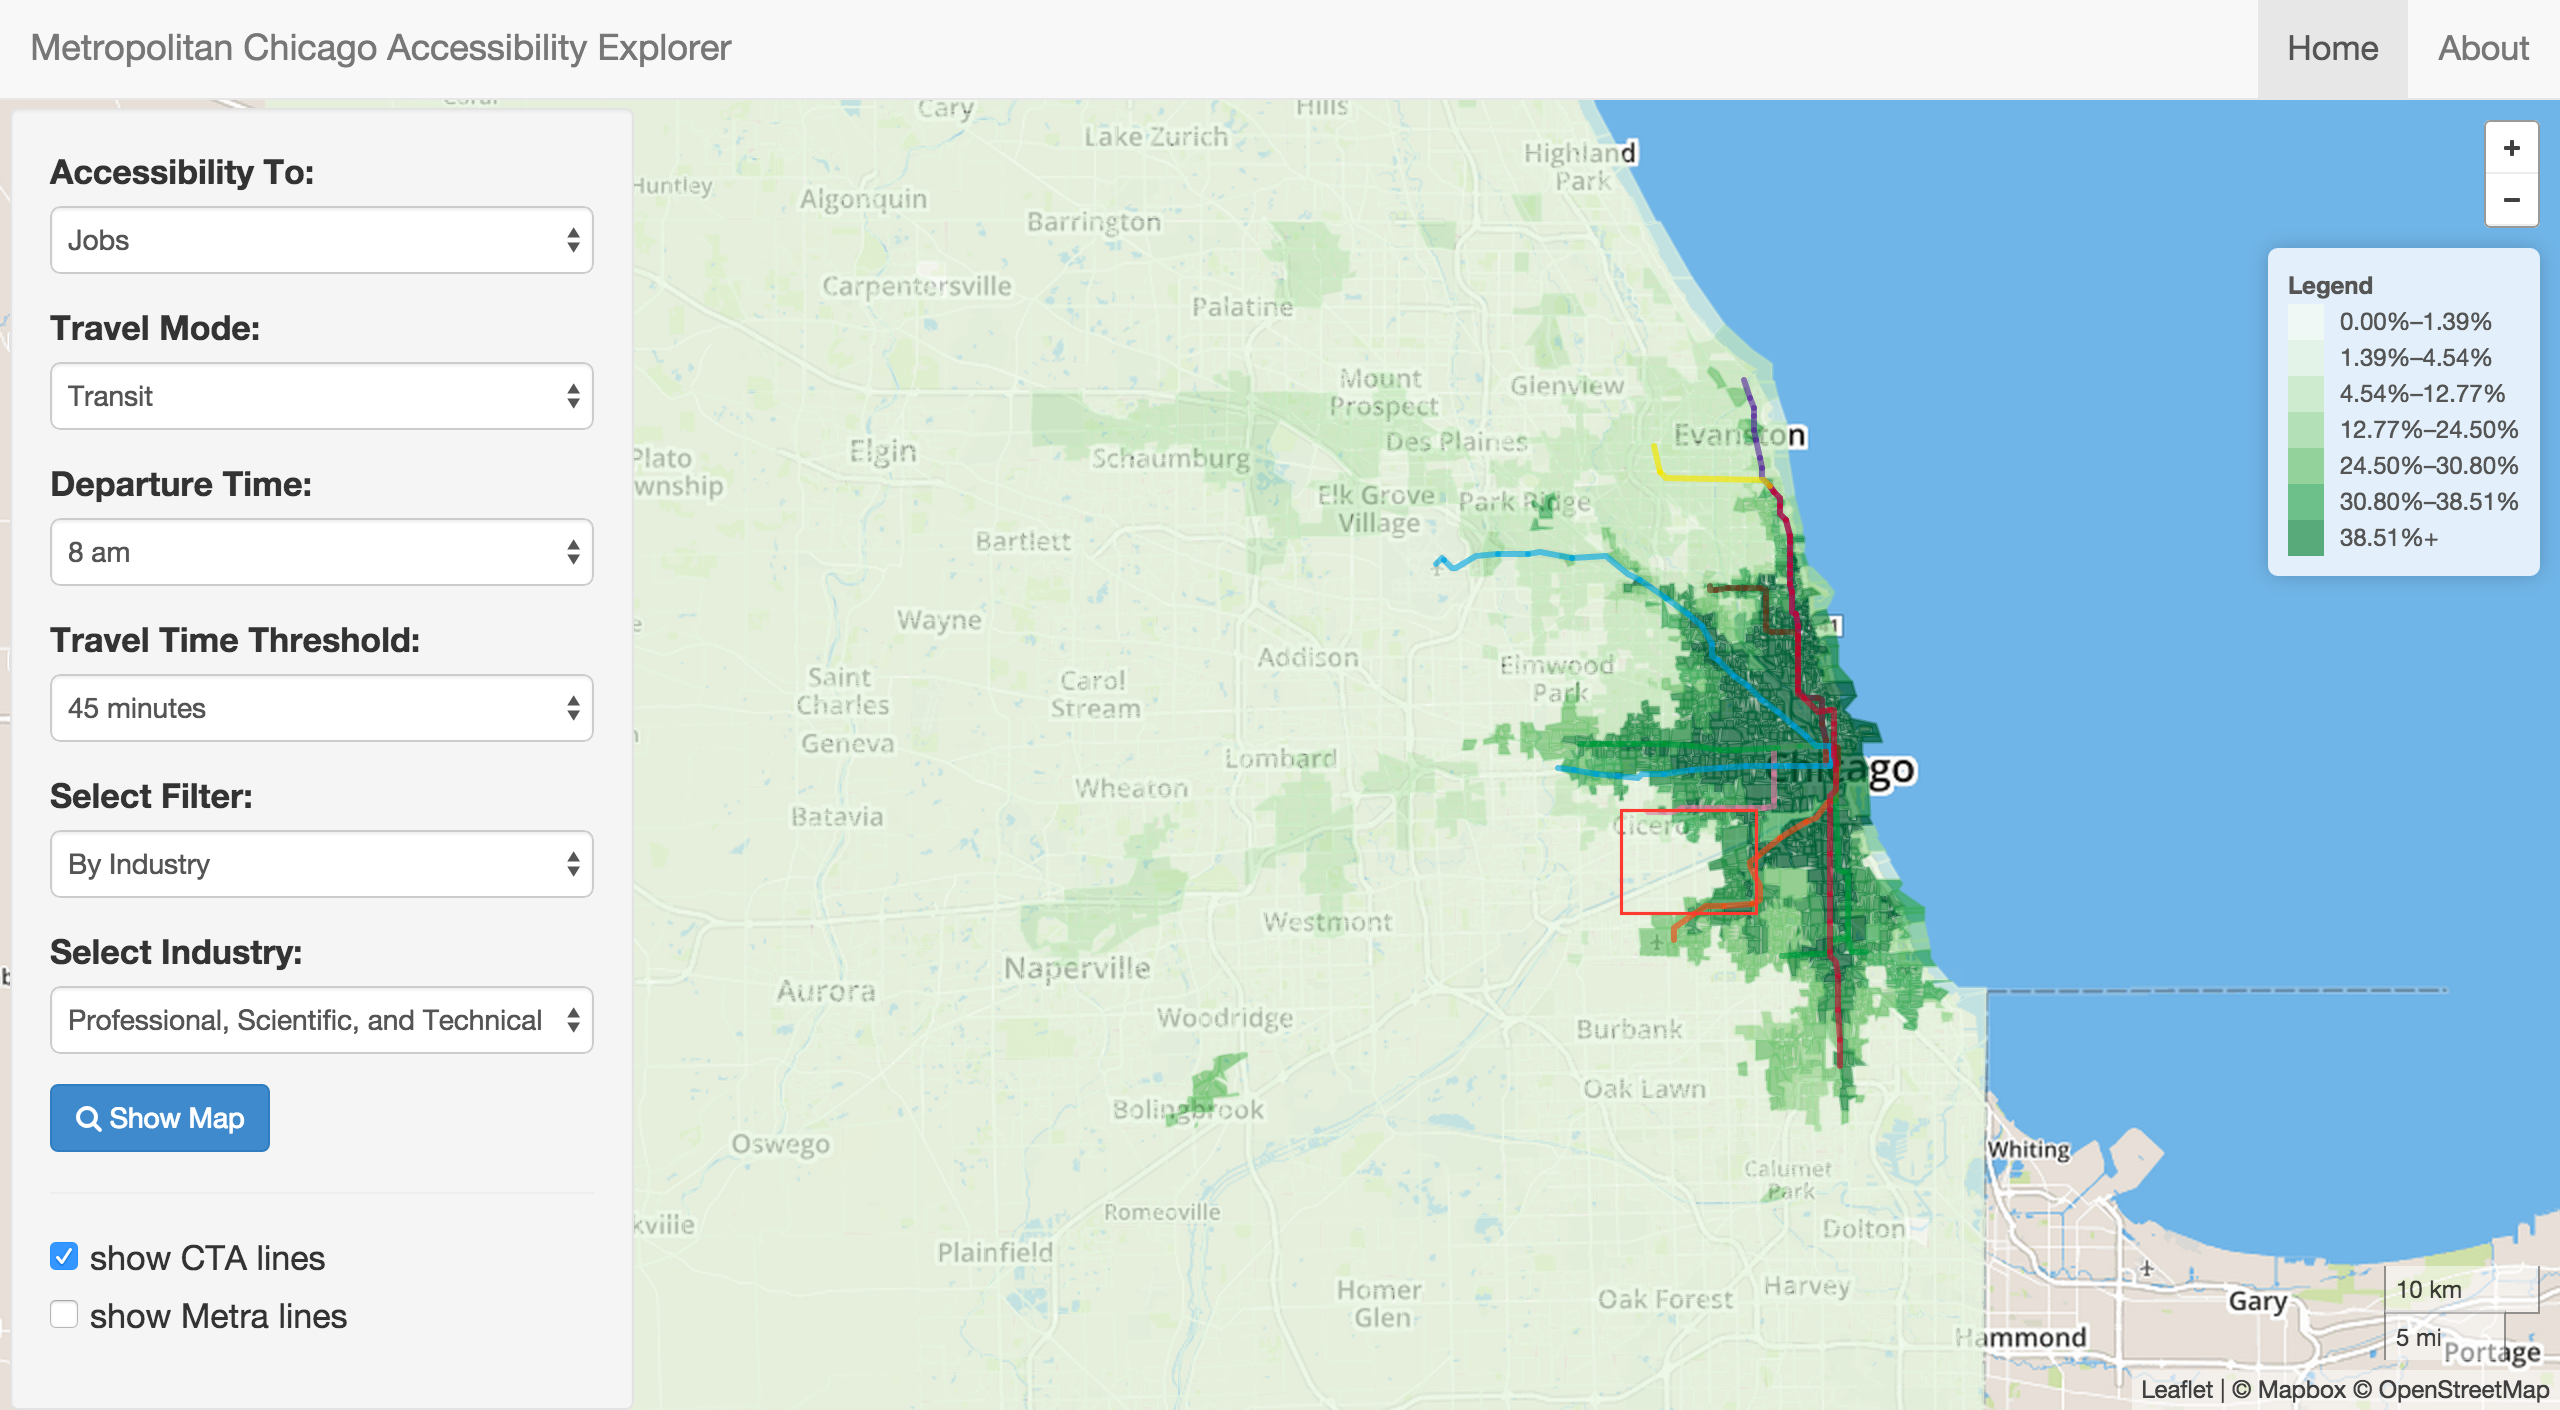 Metropolitan Chicago Accessibility Explorer
Home
About
Accessibility To:
Jobs
Travel Mode:
Transit
Departure Time:
8 am
Travel Time Threshold:
45 minutes
Select Filter:
By Industry
Select Industry:
Professional, Scientific, and Technical
Show Map
show CTA lines
show Metra lines
+
−
Legend
0.00%–1.39%
1.39%–4.54%
4.54%–12.77%
12.77%–24.50%
24.50%–30.80%
30.80%–38.51%
38.51%+
Cary
Hills
Lake Zurich
Highland
Park
Huntley
Algonquin
Barrington
Carpentersville
Palatine
Mount
Prospect
Glenview
Des Plaines
Evanston
Elgin
Schaumburg
Plato
wnship
Elk Grove
Village
Park Ridge
Bartlett
Wayne
Addison
Elmwood
Park
Saint
Charles
Carol
Stream
Geneva
Lombard
Chicago
Wheaton
Batavia
Cicero
Westmont
Naperville
Aurora
Woodridge
Burbank
Oak Lawn
Bolingbrook
Oswego
Calumet
Park
Whiting
Romeoville
kville
Dolton
Plainfield
Homer
Glen
Oak Forest
Harvey
Gary
Hammond
Portage
10 km
5 mi
Leaflet | © Mapbox © OpenStreetMap